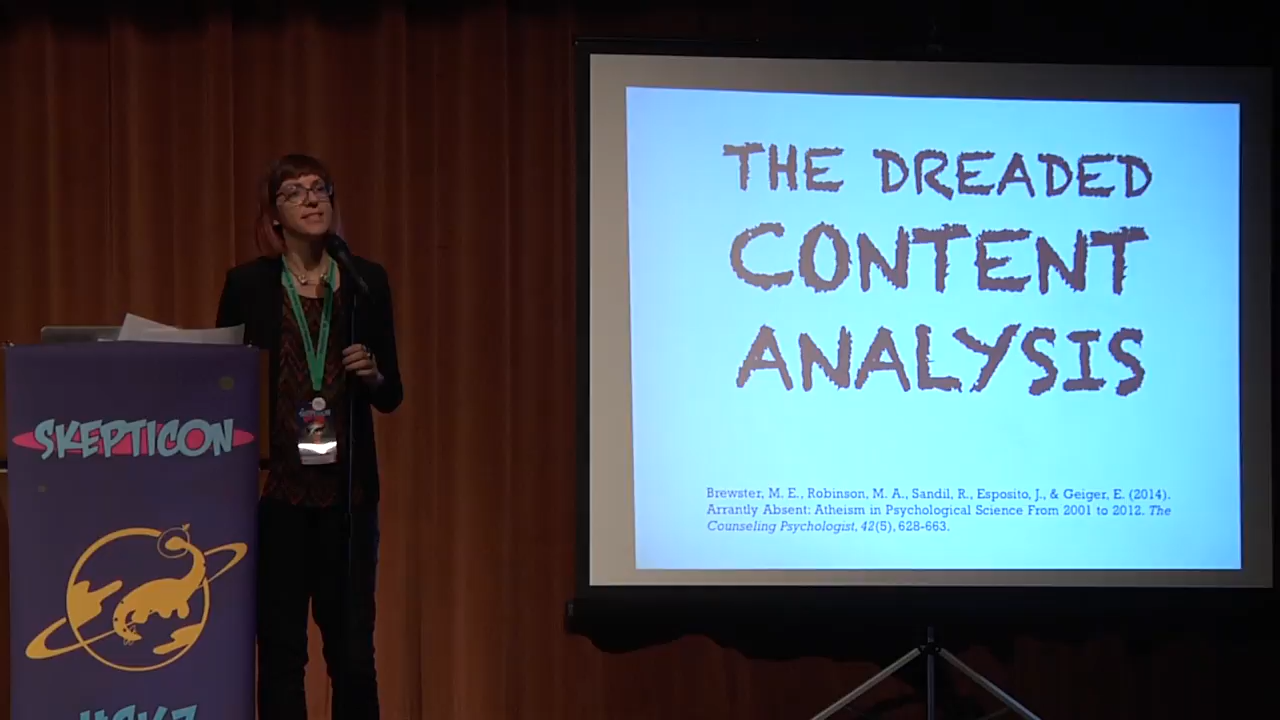 THE DREADED
CONTENT
ANALYSIS
Brewster, M. E., Robinson, M. A., Sandil, R., Esposito, J., & Geiger, E. (2014).
Arrantly Absent: Atheism in Psychological Science From 2001 to 2012. The
Counseling Psychologist, 42(5), 628-663.
SKEPTICON